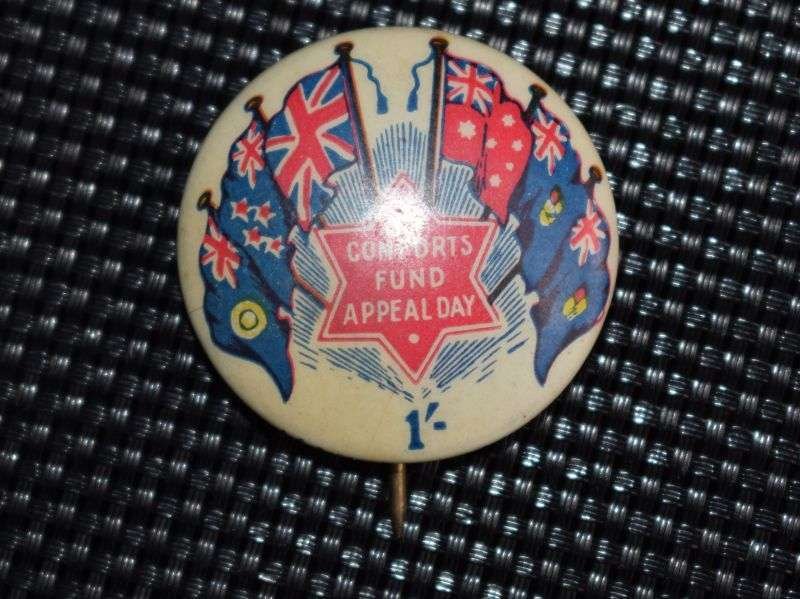 COMFORTS
FUND
APPEAL DAY
1/-